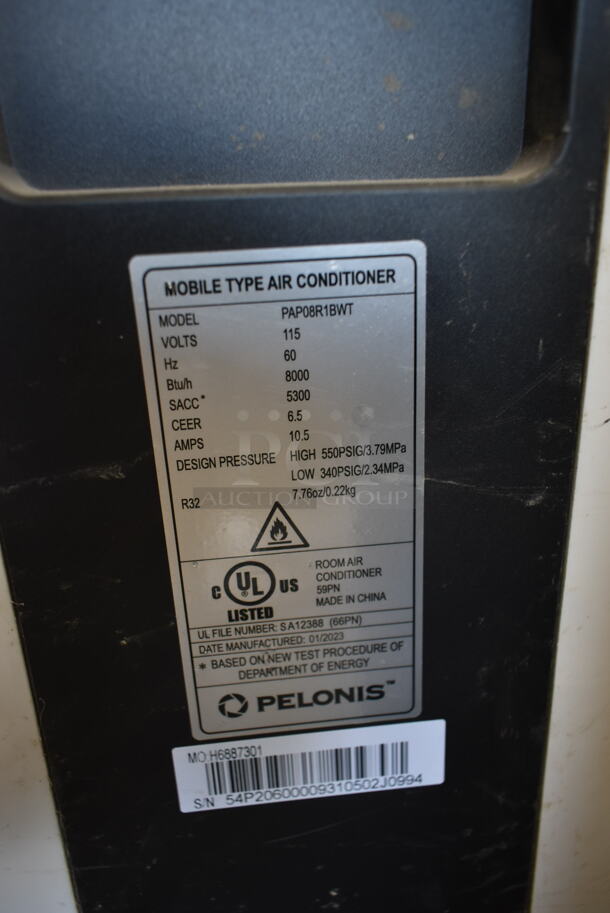 MOBILE TYPE AIR CONDITIONER
MODEL PAP08R1BWT
VOLTS 115
Hz 60
Btu/h 8000
SACC* 5300
CEER 6.5
AMPS 10.5
DESIGN PRESSURE HIGH 550PSIG/3.79MPa
LOW 340PSIG/2.34MPa
R32 7.76oz/0.22kg
AUCTION GROUP
C UL ® US
LISTED
ROOM AIR
CONDITIONER
59PN
MADE IN CHINA
UL FILE NUMBER: SA12388 (66PN)
DATE MANUFACTURED: 01/2023
* BASED ON NEW TEST PROCEDURE OF
DEPARTMENT OF ENERGY
PELONIS™
MO:H6887301
S/N 54P20600009310502J0994